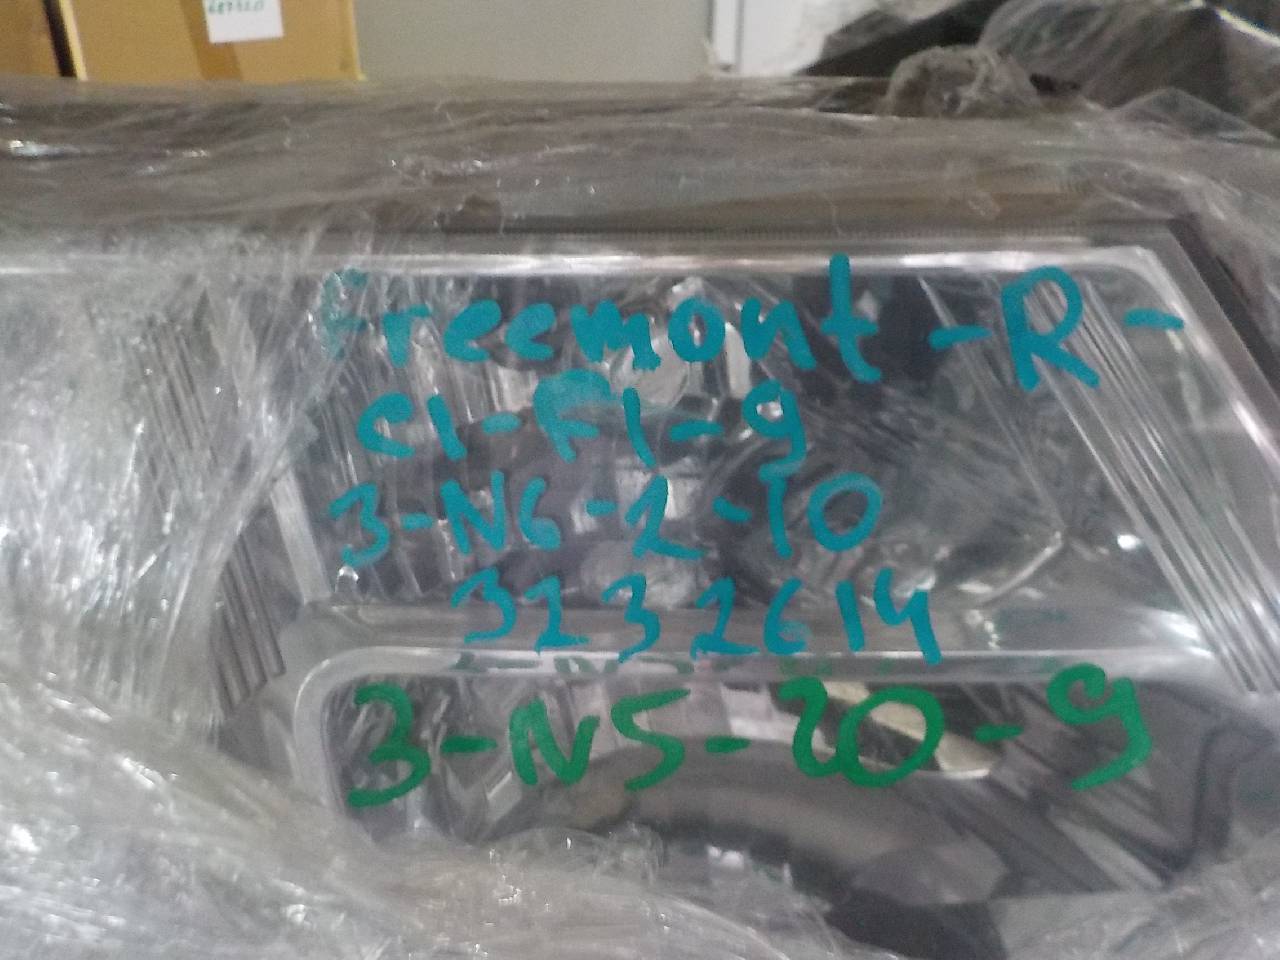 Freemont -R-
C1-F1-9
3-N6-2-10
3232614
3-N5-20-9